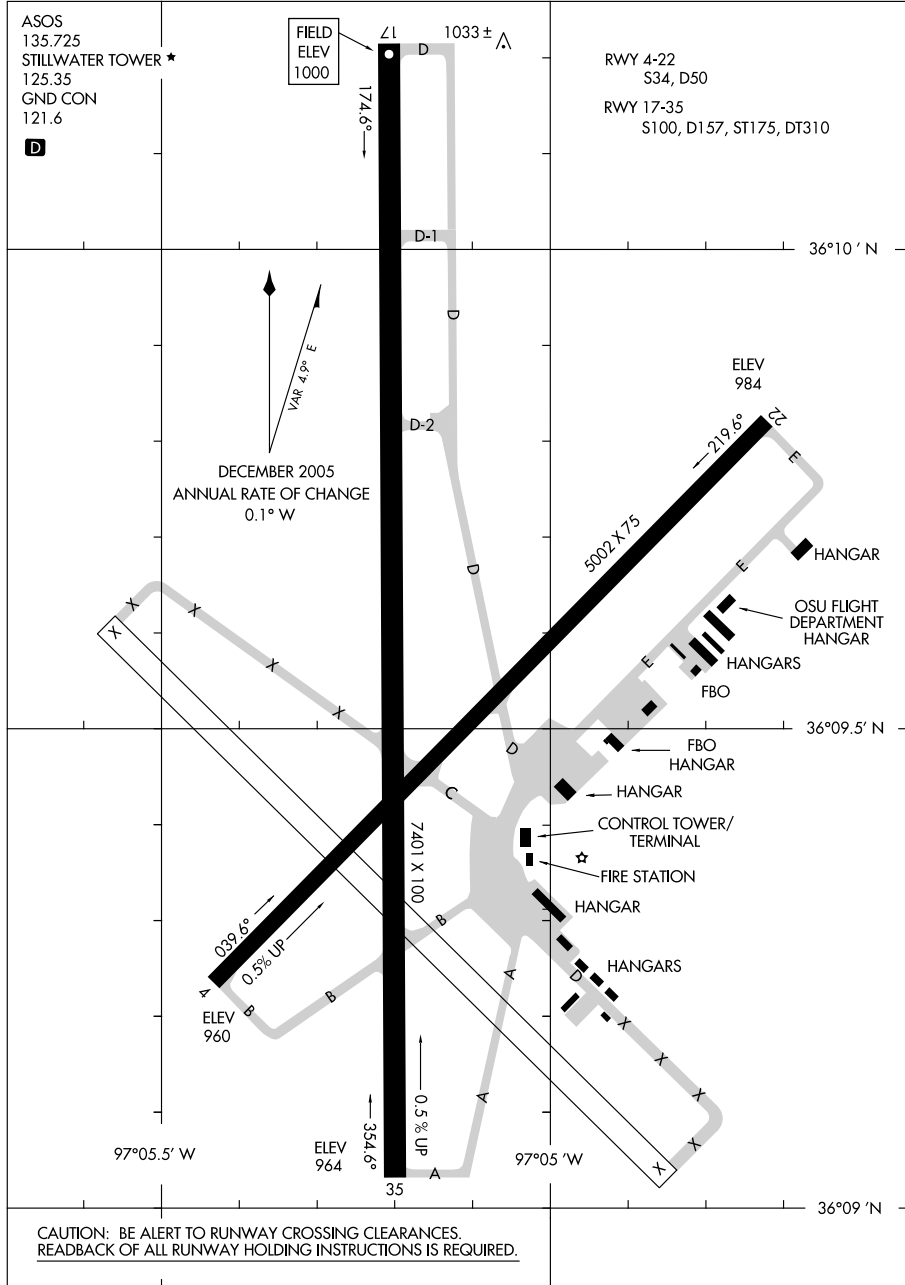 ASOS
135.725
STILLWATER TOWER ★
125.35
GND CON
121.6
D
FIELD
ELEV
1000
17
D
1033 ±
RWY 4-22
S34, D50
RWY 17-35
S100, D157, ST175, DT310
174.6°
D-1
36°10' N
D
VAR 4.9° E
ELEV
984
22
D-2
219.6°
E
DECEMBER 2005
ANNUAL RATE OF CHANGE
0.1° W
5002 X 75
HANGAR
D
E
X
X
X
X
OSU FLIGHT
DEPARTMENT
HANGAR
X
E
HANGARS
FBO
X
D
36°09.5' N
FBO
HANGAR
C
HANGAR
7401 X 100
CONTROL TOWER/
TERMINAL
FIRE STATION
HANGAR
B
039.6°
0.5% UP
HANGARS
A
D
4
B
B
ELEV
960
X
X
0.5% UP
A
X
354.6°
X
97°05.5' W
ELEV
964
97°05' W
A
X
35
36°09' N
CAUTION: BE ALERT TO RUNWAY CROSSING CLEARANCES.
READBACK OF ALL RUNWAY HOLDING INSTRUCTIONS IS REQUIRED.